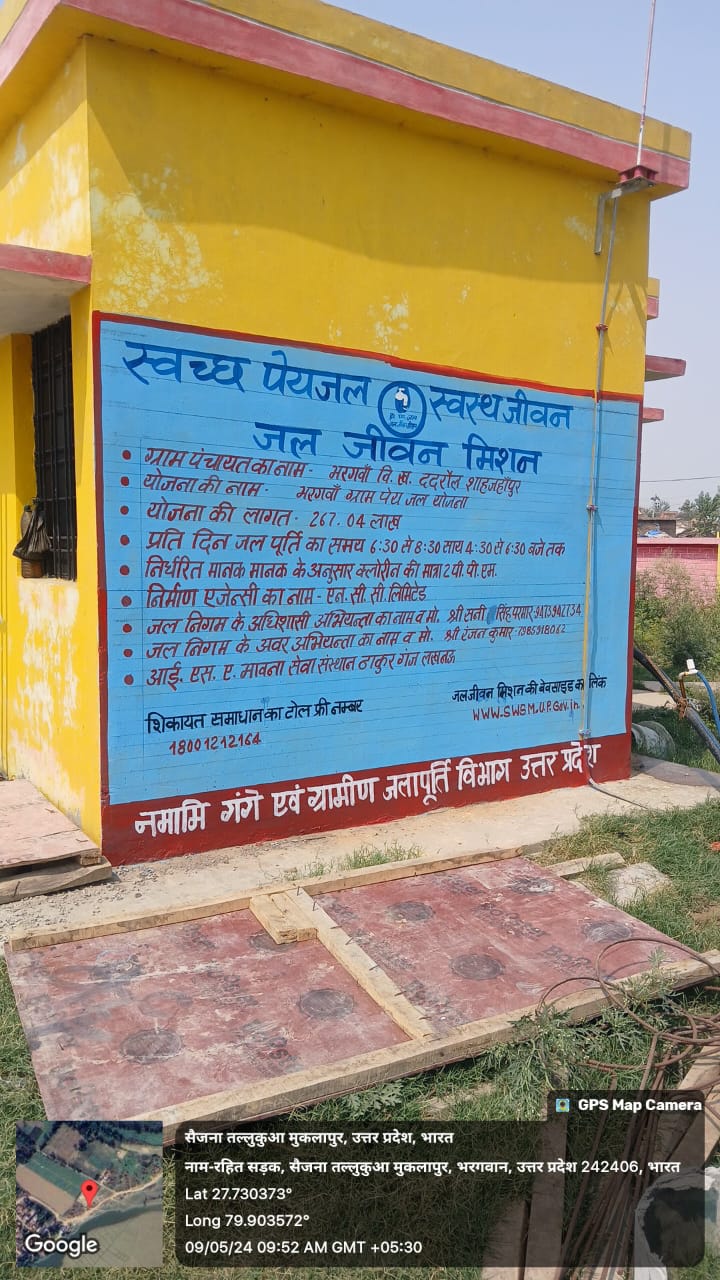 स्वच्छ पेयजल स्वस्थ जीवन
जल जीवन मिशन
• ग्राम पंचायत का नाम - भरगवाँ वि. ख. ददरौल शाहजहाँपुर
• योजना की नाम - भरगवाँ ग्राम पेय जल योजना
• योजना की लागत - 267.04 लाख
• प्रति दिन जल पूर्ति का समय 6:30 से 8:30 साय 4:30 से 6:30 बजे तक
• निर्धरित मानक मानक के अनुसार क्लोरीन की मात्रा 2 पी. पी. एम.
• निर्माण एजेन्सी का नाम - एन. सी. सी. लिमिटेड
• जल निगम के अधिशासी अभियन्ता का नाम व मो. श्री सनी सिंह परमार:
• जल निगम के अवर अभियन्ता का नाम व मो. श्री रंजन कुमार:
• आई. एस. ए. भावना सेवा संस्थान ठाकुर गंज लखनऊ
शिकायत समाधान का टोल फ्री नम्बर
18001212164
जलजीवन मिशन की बेवसाइड का लिंक
WWW.SWSM.U.P.Gov.in
नमामि गंगे एवं ग्रामीण जलापूर्ति विभाग उत्तर प्रदेश
GPS Map Camera
सैजना तल्लुकुआ मुकलापुर, उत्तर प्रदेश, भारत
नाम-रहित सड़क, सैजना तल्लुकुआ मुकलापुर, भरगवान, उत्तर प्रदेश 242406, भारत
Lat 27.730373°
Long 79.903572°
09/05/24 09:52 AM GMT +05:30
Google